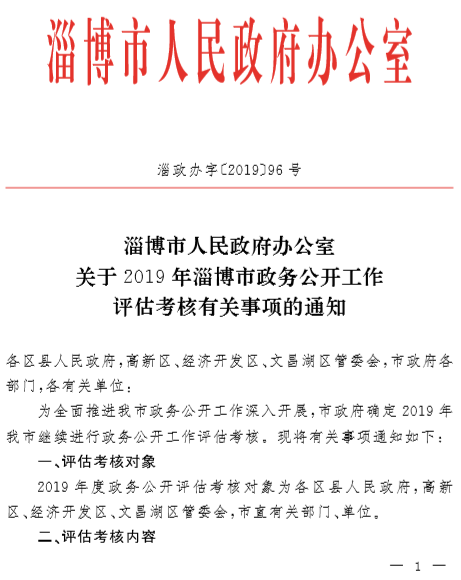 淄博市人民政府办公室
淄政办字〔2019〕96 号
淄博市人民政府办公室
关于 2019 年淄博市政务公开工作
评估考核有关事项的通知
各区县人民政府,高新区、经济开发区、文昌湖区管委会,市政府各
部门,各有关单位:
为全面推进我市政务公开工作深入开展,市政府确定 2019 年
我市继续进行政务公开工作评估考核。现将有关事项通知如下:
一、评估考核对象
2019 年度政务公开评估考核对象为各区县人民政府,高新
区、经济开发区、文昌湖区管委会,市直有关部门、单位。
二、评估考核内容
— 1 —